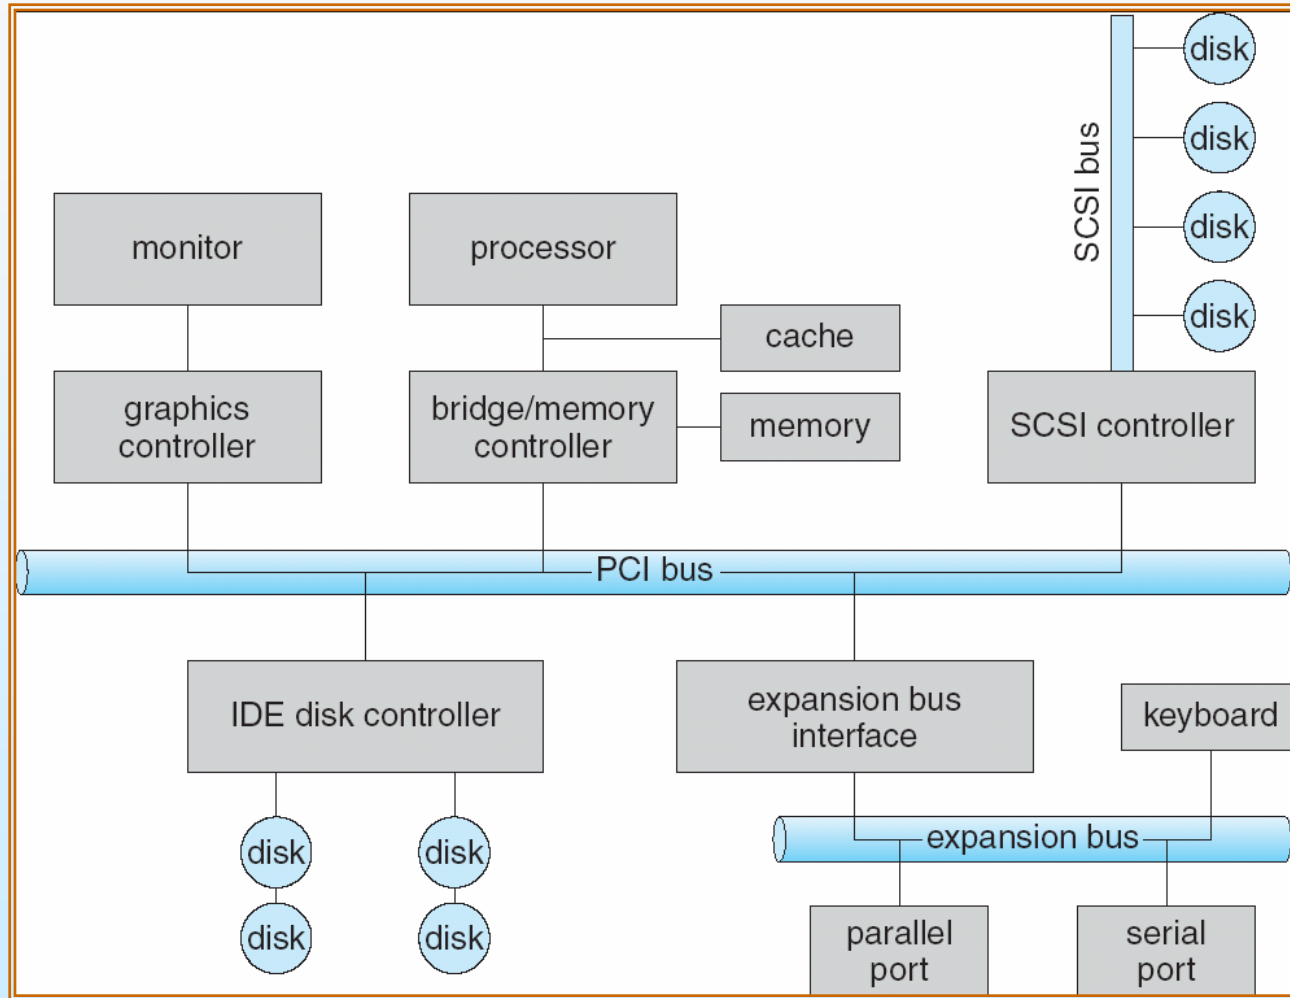 disk
disk
SCSI bus
disk
disk
monitor
processor
cache
graphics
controller
bridge/memory
controller
memory
SCSI controller
PCI bus
IDE disk controller
expansion bus
interface
keyboard
disk
disk
expansion bus
disk
disk
parallel
port
serial
port